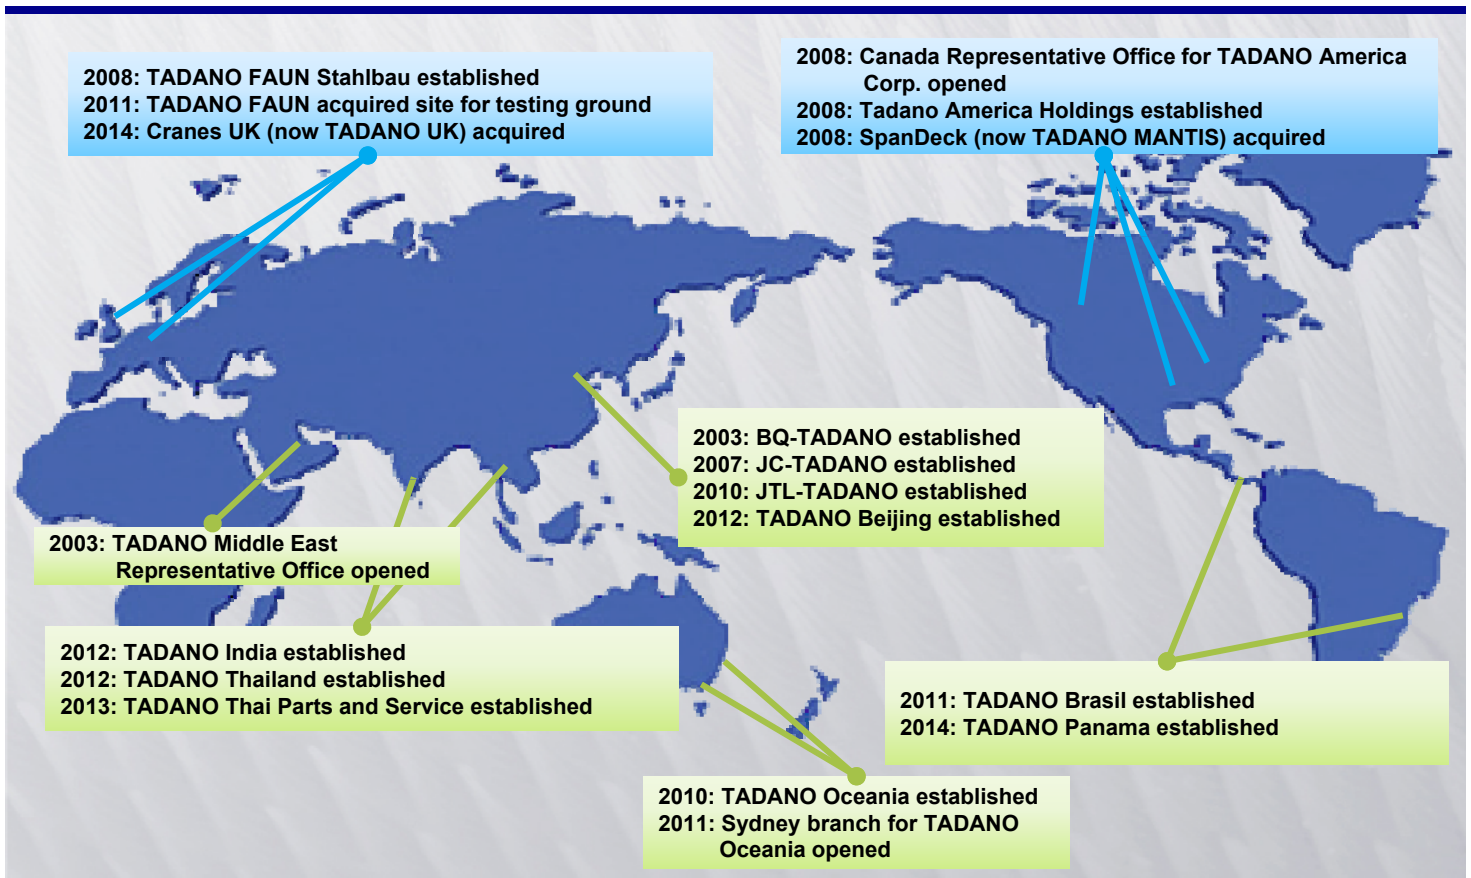 2008: TADANO FAUN Stahlbau established
2011: TADANO FAUN acquired site for testing ground
2014: Cranes UK (now TADANO UK) acquired
2008: Canada Representative Office for TADANO America
Corp. opened
2008: Tadano America Holdings established
2008: SpanDeck (now TADANO MANTIS) acquired
2003: BQ-TADANO established
2007: JC-TADANO established
2010: JTL-TADANO established
2012: TADANO Beijing established
2003: TADANO Middle East
Representative Office opened
2012: TADANO India established
2012: TADANO Thailand established
2013: TADANO Thai Parts and Service established
2011: TADANO Brasil established
2014: TADANO Panama established
2010: TADANO Oceania established
2011: Sydney branch for TADANO
Oceania opened